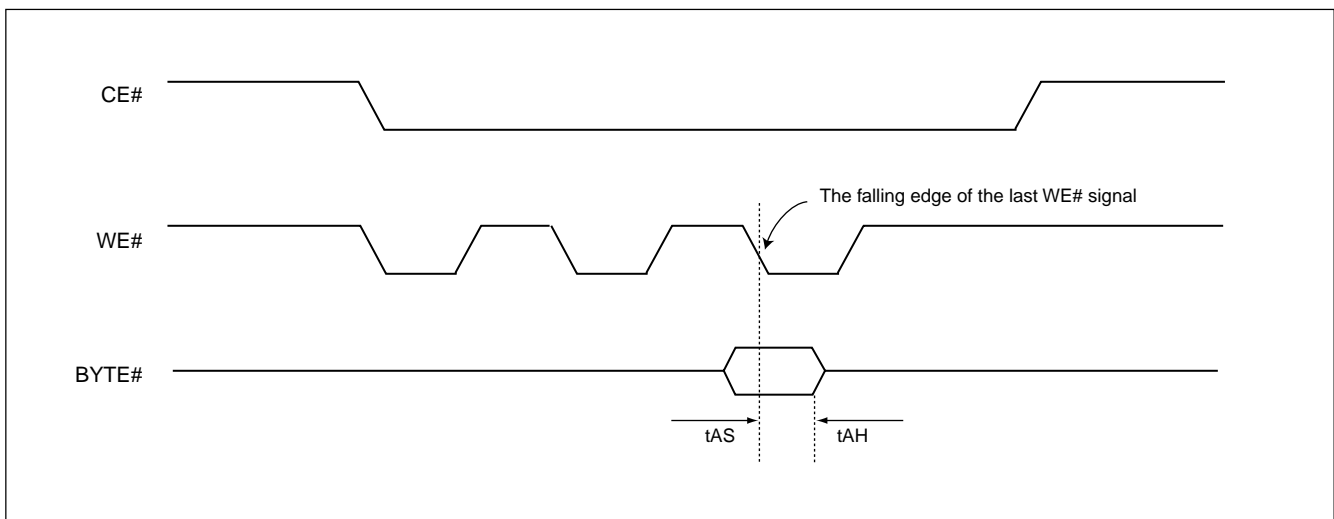 CE#
The falling edge of the last WE# signal
WE#
BYTE#
tAS
tAH